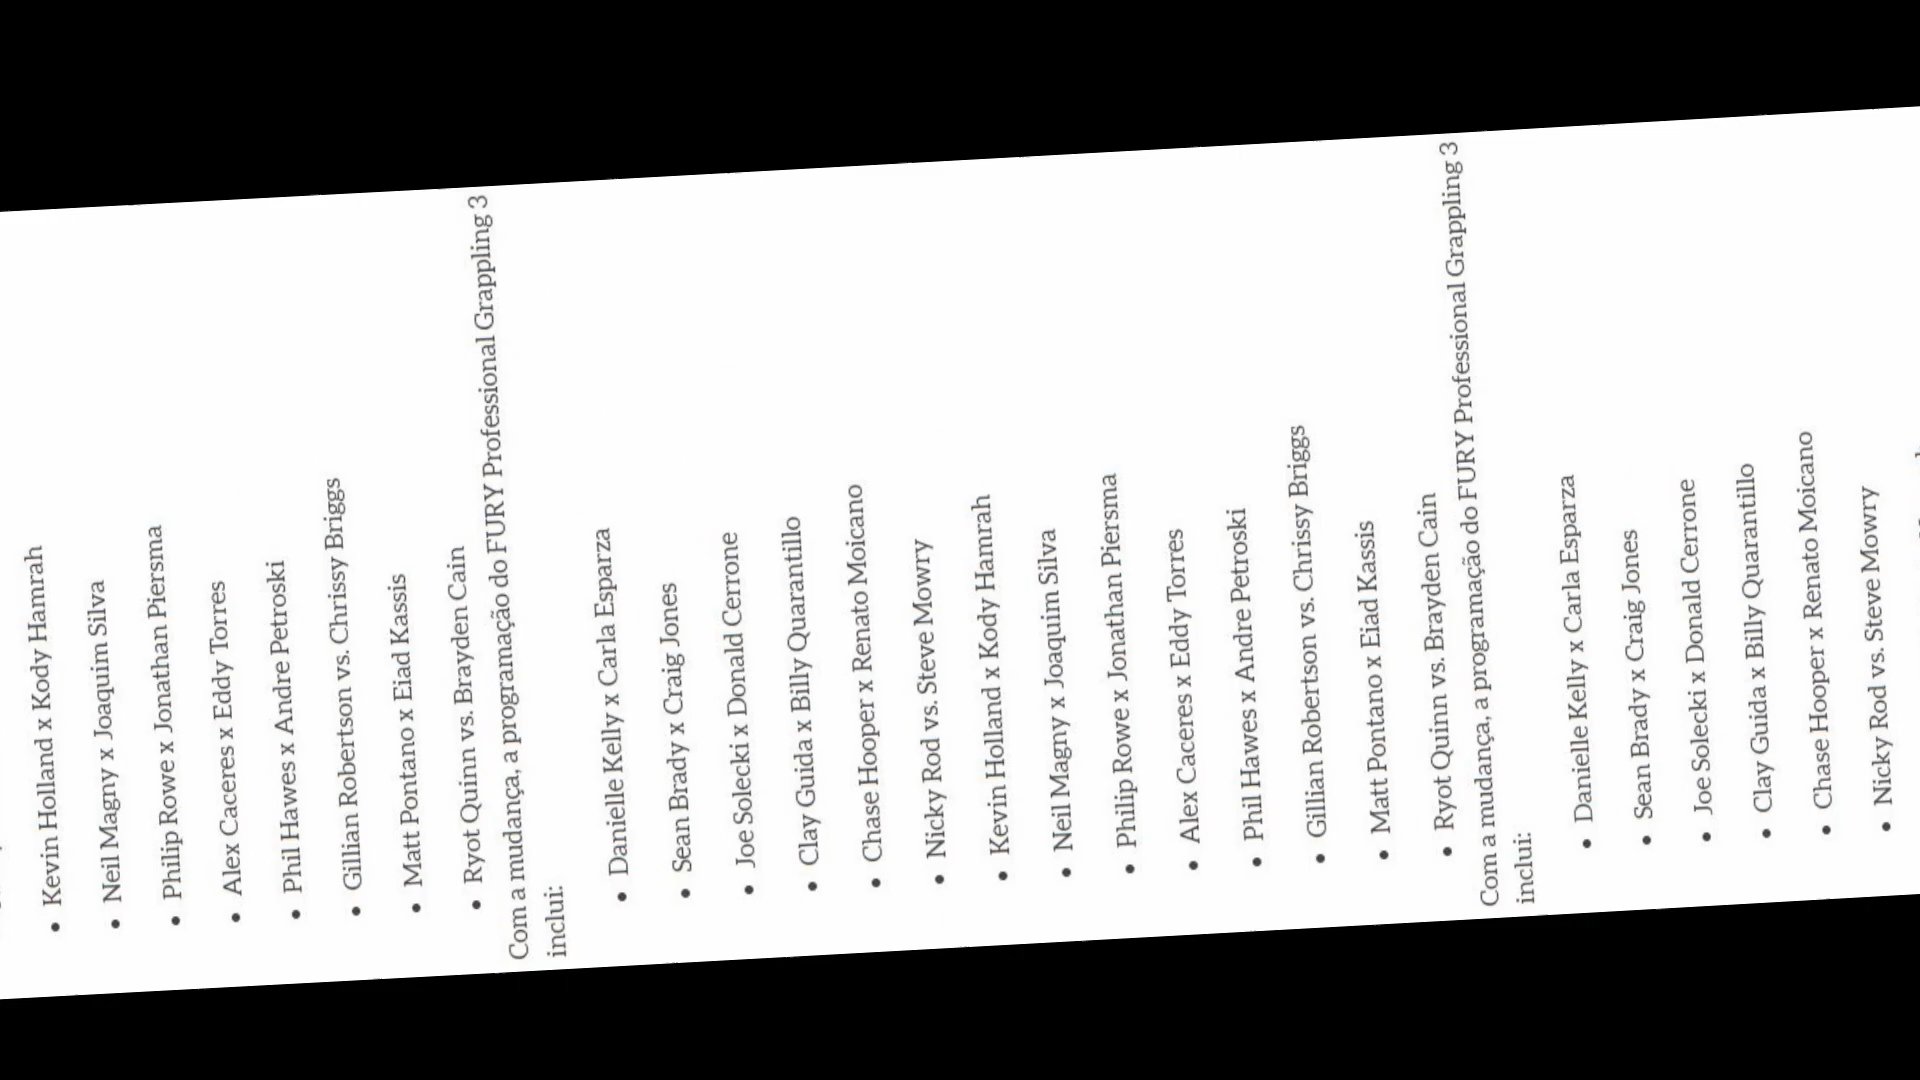 • Kevin Holland x Kody Hamrah
• Neil Magny x Joaquim Silva
• Philip Rowe x Jonathan Piersma
• Alex Caceres x Eddy Torres
• Phil Hawes x Andre Petroski
• Gillian Robertson vs. Chrissy Briggs
• Matt Pontano x Eiad Kassis
• Ryot Quinn vs. Brayden Cain
Com a mudança, a programação do FURY Professional Grappling 3
inclui:
• Danielle Kelly x Carla Esparza
• Sean Brady x Craig Jones
• Joe Solecki x Donald Cerrone
• Clay Guida x Billy Quarantillo
• Chase Hooper x Renato Moicano
• Nicky Rod vs. Steve Mowry
• Kevin Holland x Kody Hamrah
• Neil Magny x Joaquim Silva
• Philip Rowe x Jonathan Piersma
• Alex Caceres x Eddy Torres
• Phil Hawes x Andre Petroski
• Gillian Robertson vs. Chrissy Briggs
• Matt Pontano x Eiad Kassis
• Ryot Quinn vs. Brayden Cain
Com a mudança, a programação do FURY Professional Grappling 3
inclui:
• Danielle Kelly x Carla Esparza
• Sean Brady x Craig Jones
• Joe Solecki x Donald Cerrone
• Clay Guida x Billy Quarantillo
• Chase Hooper x Renato Moicano
• Nicky Rod vs. Steve Mowry